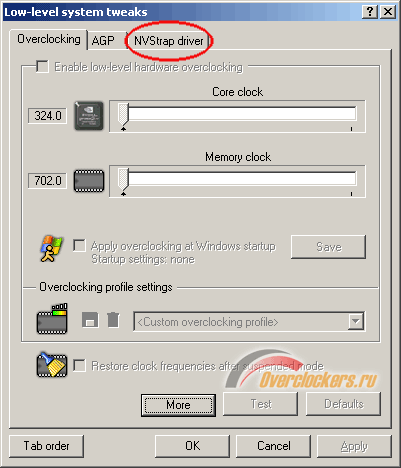 Low-level system tweaks
Overclocking AGP NVStrap driver
Enable low-level hardware overclocking
Core clock
324.0
Memory clock
702.0
Apply overclocking at Windows startup
Startup settings: none
Save
Overclocking profile settings
<Custom overclocking profile>
Restore clock frequencies after suspended mode
Overclockers.ru
More Test Defaults
Tab order OK Cancel Apply